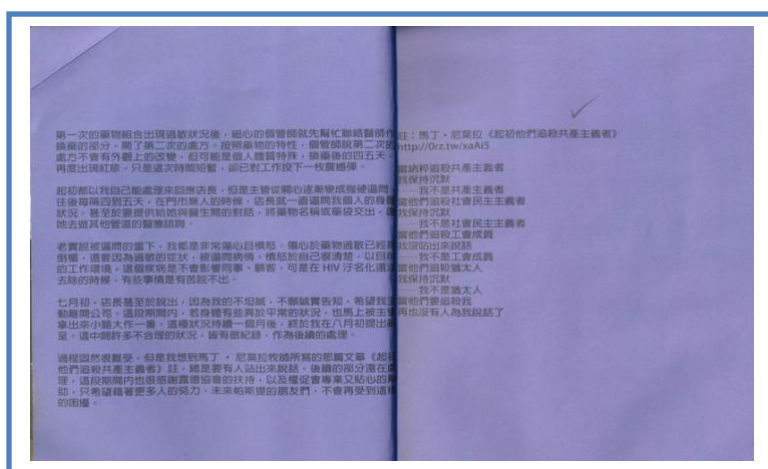 第一次的藥物組合出現過敏狀況後，細心的個管師就先幫忙聯絡醫師作
換藥的部分，開了第二次的處方。按照藥物的特性，個管師說第二次的
處方不會有外觀上的改變，但可能是個人體質特殊，換藥後的四五天，
再度出現紅疹，只是這次時間短暫，卻已對工作投下一枚震撼彈。
起初都以我自己能處理來回應店長，但是主管從關心逐漸變成強硬逼問，
往後每隔四到五天，在門市無人的時候，店長就一直逼問我個人的身體
狀況。甚至於要提供給她與醫生間的對話，將藥物名稱或藥袋交出，讓
她去做其他管道的醫療諮詢。
老實說被逼問的當下，我都是非常傷心且憤怒。傷心於藥物過敏已經
倒楣，還要因為過敏的症狀，被逼問病情，憤怒於自己很清楚，以目前
的工作環境，這個疾病是不會影響同事、顧客，可是在 HIV 汙名化還沒
去除的時候，有些事情是有苦說不出。
七月初，店長甚至於說出，因為我的不坦誠，不願誠實告知，希望我主
動離開公司。這段期間內，若身體有些異於平常的狀況，也馬上被店長
拿出來小題大作一番。這種狀況持續一個月後，終於我在八月初提出
至。這中間許多不合理的狀況，皆有做紀錄，作為後續的處理。
過程固然很難受，但是我想到馬丁・尼莫拉牧師所寫的那篇文章《起初
他們追殺共產主義者》註，總是要有人站出來說話。後續的部分還在處
理，這段期間內也很感謝露德協會的扶持，以及權促會專業又貼心的幫
助，只希望藉著更多人的努力，未來帕斯提的朋友們，不會再受到這樣
的困擾。
註：馬丁・尼莫拉《起初他們追殺共產主義者》
http://0rz.tw/xaAi5
當納粹追殺共產主義者
我保持沉默
——我不是共產主義者
當他們追殺社會民主主義者
我保持沉默
——我不是社會民主主義者
當他們追殺工會成員
我沒站出來說話
——我不是工會成員
當他們追殺猶太人
我保持沉默
——我不是猶太人
當他們要追殺我
再也沒有人為我說話了